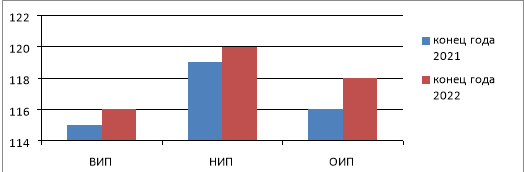 122
120
118
116
114
ВИП НИП ОИП
конец года
2021
конец года
2022